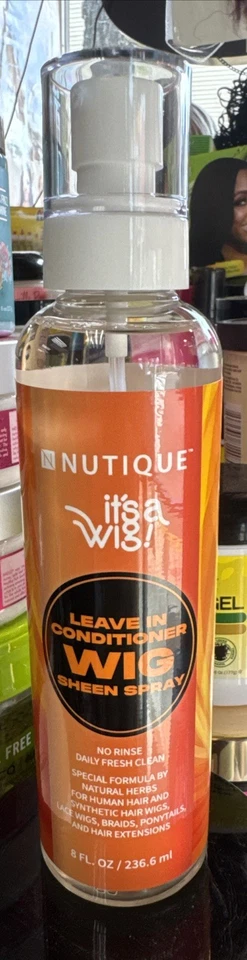 N NUTIQUE™
it's a
wig!
LEAVE IN
CONDITIONER
WIG
SHEEN SPRAY
NO RINSE
DAILY FRESH CLEAN
SPECIAL FORMULA BY
NATURAL HERBS
FOR HUMAN HAIR AND
SYNTHETIC HAIR WIGS,
LACE WIGS, BRAIDS, PONYTAILS,
AND HAIR EXTENSIONS
8 FL. OZ / 236.6 ml
FREE
GEL